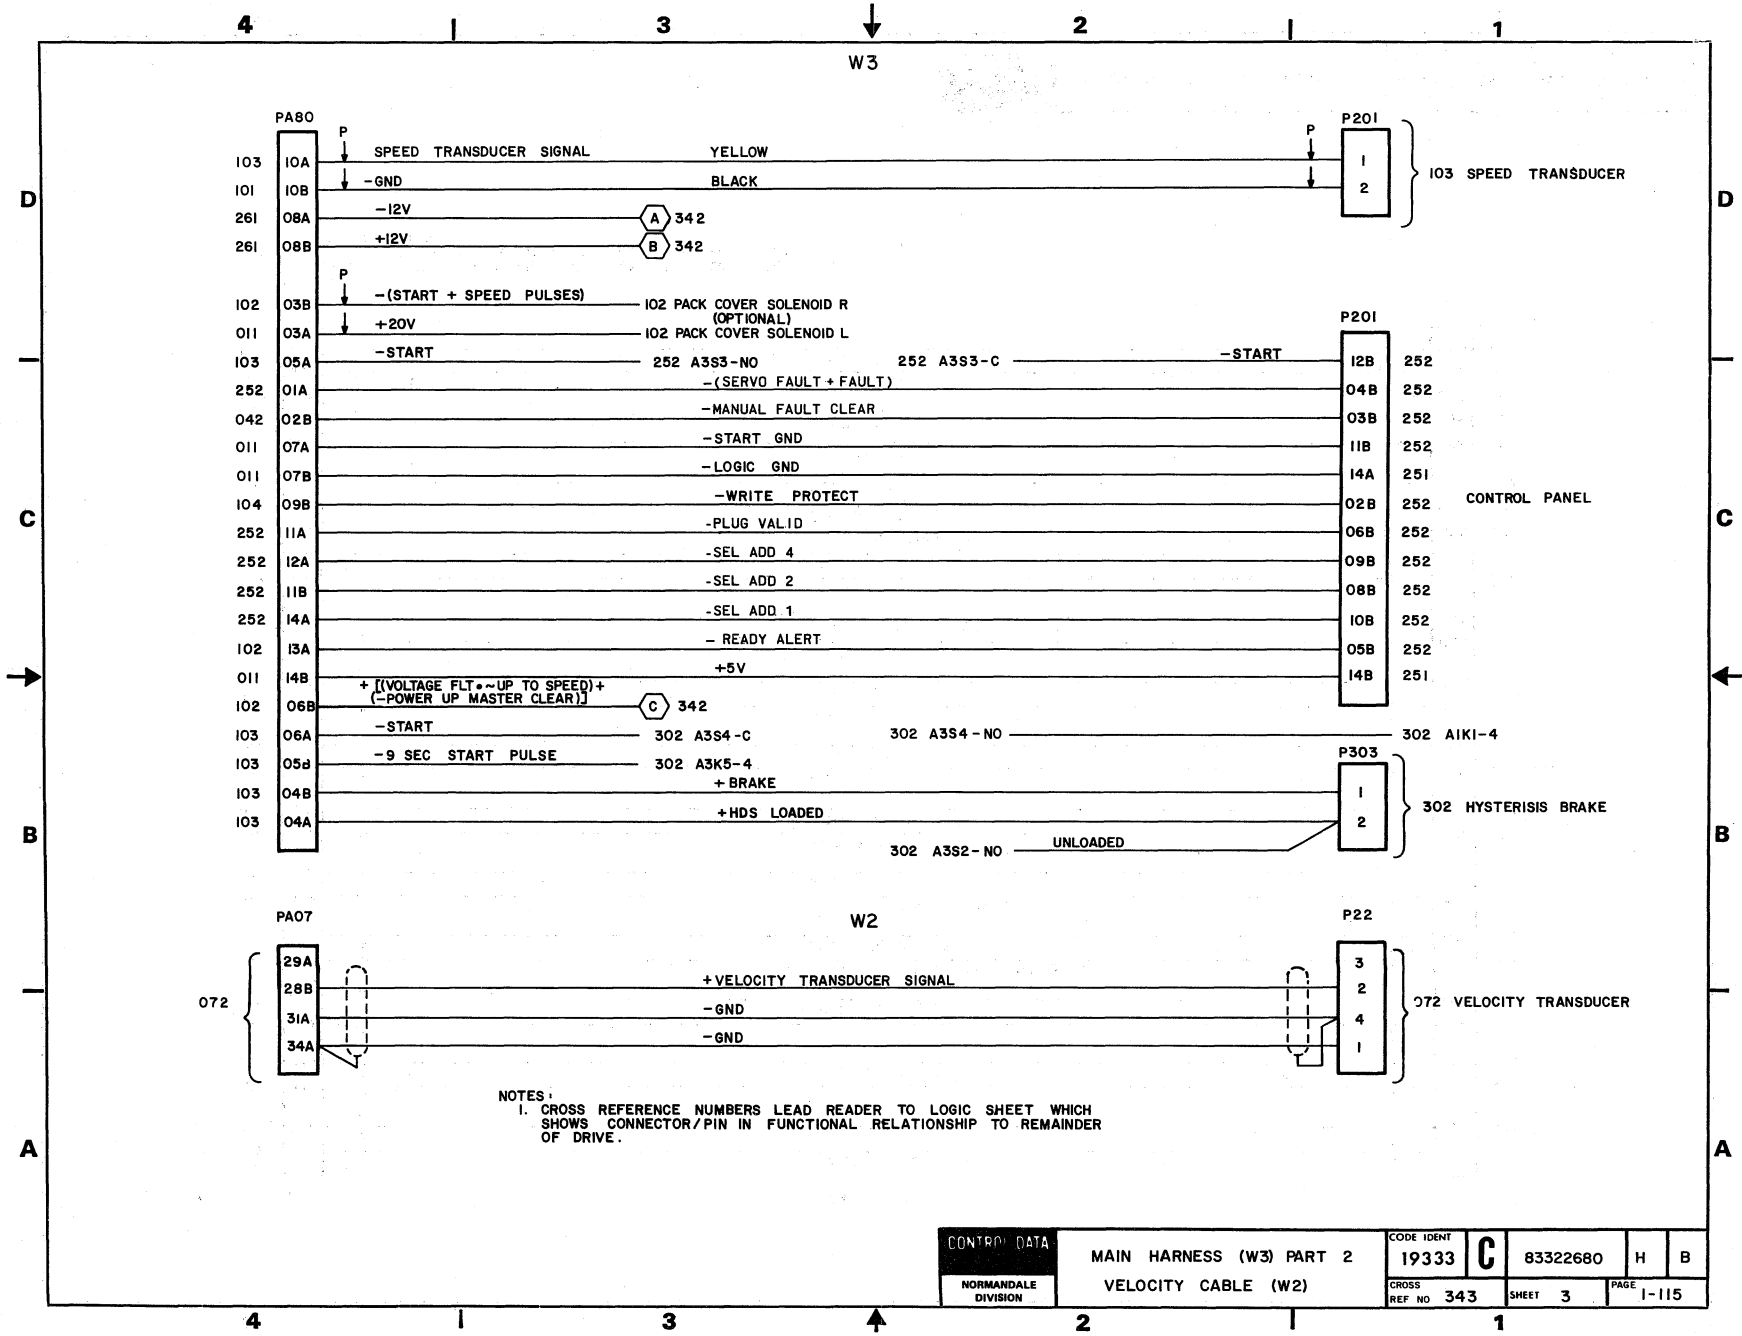 4 3 2 1
W3
PA80 P201
P P
103 10A SPEED TRANSDUCER SIGNAL YELLOW 1
103 SPEED TRANSDUCER
101 10B -GND BLACK 2
D D
261 08A -12V A 342
261 08B +12V B 342
P
102 03B -(START + SPEED PULSES) 102 PACK COVER SOLENOID R
(OPTIONAL)
P201
011 03A +20V 102 PACK COVER SOLENOID L
103 05A -START 252 A3S3-NO 252 A3S3-C -START 12B 252
252 01A -(SERVO FAULT + FAULT) 04B 252
042 02B -MANUAL FAULT CLEAR 03B 252
011 07A -START GND 11B 252
011 07B -LOGIC GND 14A 251
104 09B -WRITE PROTECT 02B 252 CONTROL PANEL
C C
252 11A -PLUG VALID 06B 252
252 12A -SEL ADD 4 09B 252
252 11B -SEL ADD 2 08B 252
252 14A -SEL ADD 1 10B 252
102 13A - READY ALERT 05B 252
011 14B +5V 14B 251
+ [(VOLTAGE FLT•~UP TO SPEED)+
(-POWER UP MASTER CLEAR)]
102 06B C 342
103 06A -START 302 A3S4-C 302 A3S4-NO 302 A1K1-4
P303
103 05B -9 SEC START PULSE 302 A3K5-4
103 04B +BRAKE 1
302 HYSTERISIS BRAKE
103 04A +HDS LOADED 2
B B
302 A3S2-NO UNLOADED
PA07 W2 P22
29A 3
28B +VELOCITY TRANSDUCER SIGNAL 2
072 072 VELOCITY TRANSDUCER
31A -GND 4
34A -GND 1
NOTES:
1. CROSS REFERENCE NUMBERS LEAD READER TO LOGIC SHEET WHICH
SHOWS CONNECTOR/PIN IN FUNCTIONAL RELATIONSHIP TO REMAINDER
OF DRIVE.
A A
CONTROL DATA
NORMANDALE
DIVISION
MAIN HARNESS (W3) PART 2
VELOCITY CABLE (W2)
CODE IDENT
19333 C 83322680 H B
CROSS
REF NO 343 SHEET 3 PAGE 1-115
4 3 2 1